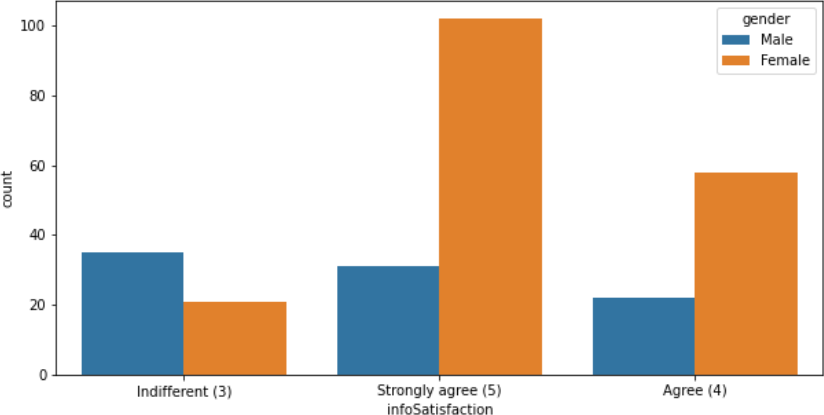 gender
Male
Female
100
80
60
40
20
0
count
Indifferent (3)
Strongly agree (5)
Agree (4)
infoSatisfaction